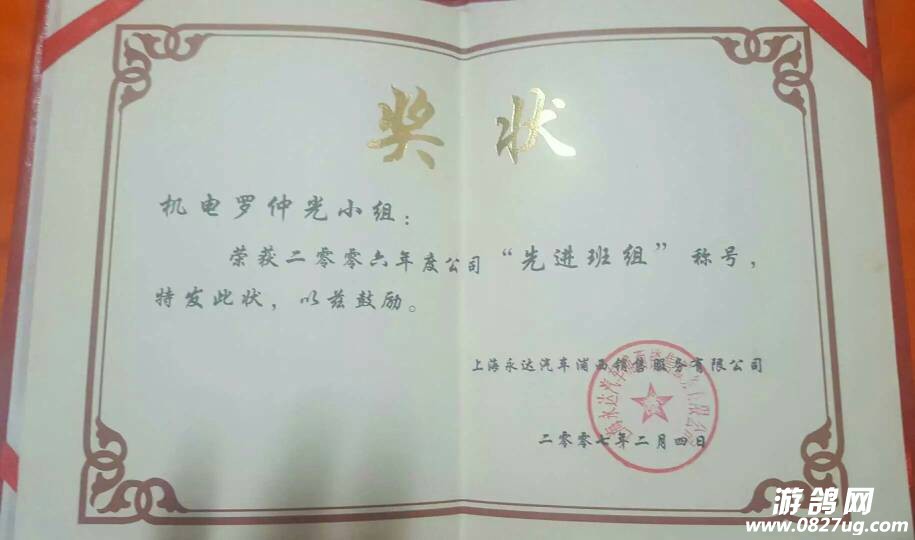 奖状
机电罗仲光小组：
荣获二零零六年度公司“先进班组”称号，
特发此状，以兹鼓励。
上海永达汽车浦西销售服务有限公司
二零零七年二月四日
游鸽网
www.0827ug.com